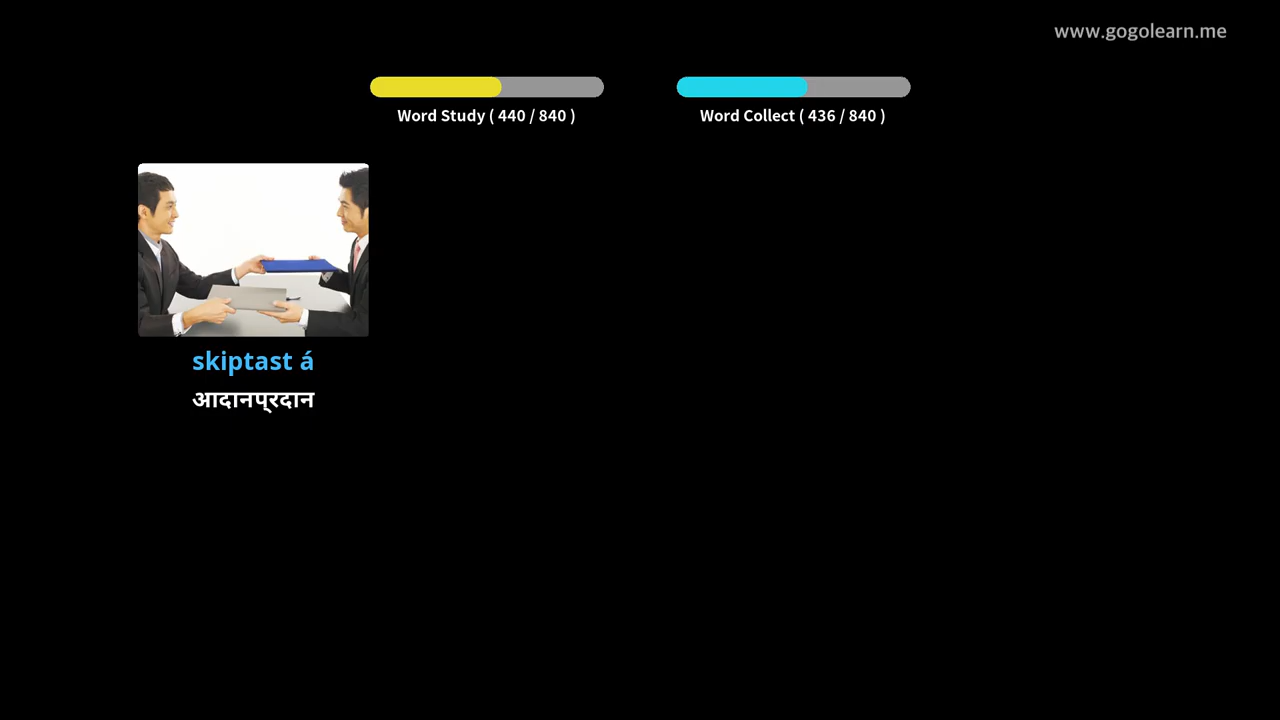 www.gogolearn.me
Word Study ( 440 / 840 )
Word Collect ( 436 / 840 )
skiptast á
आदानप्रदान